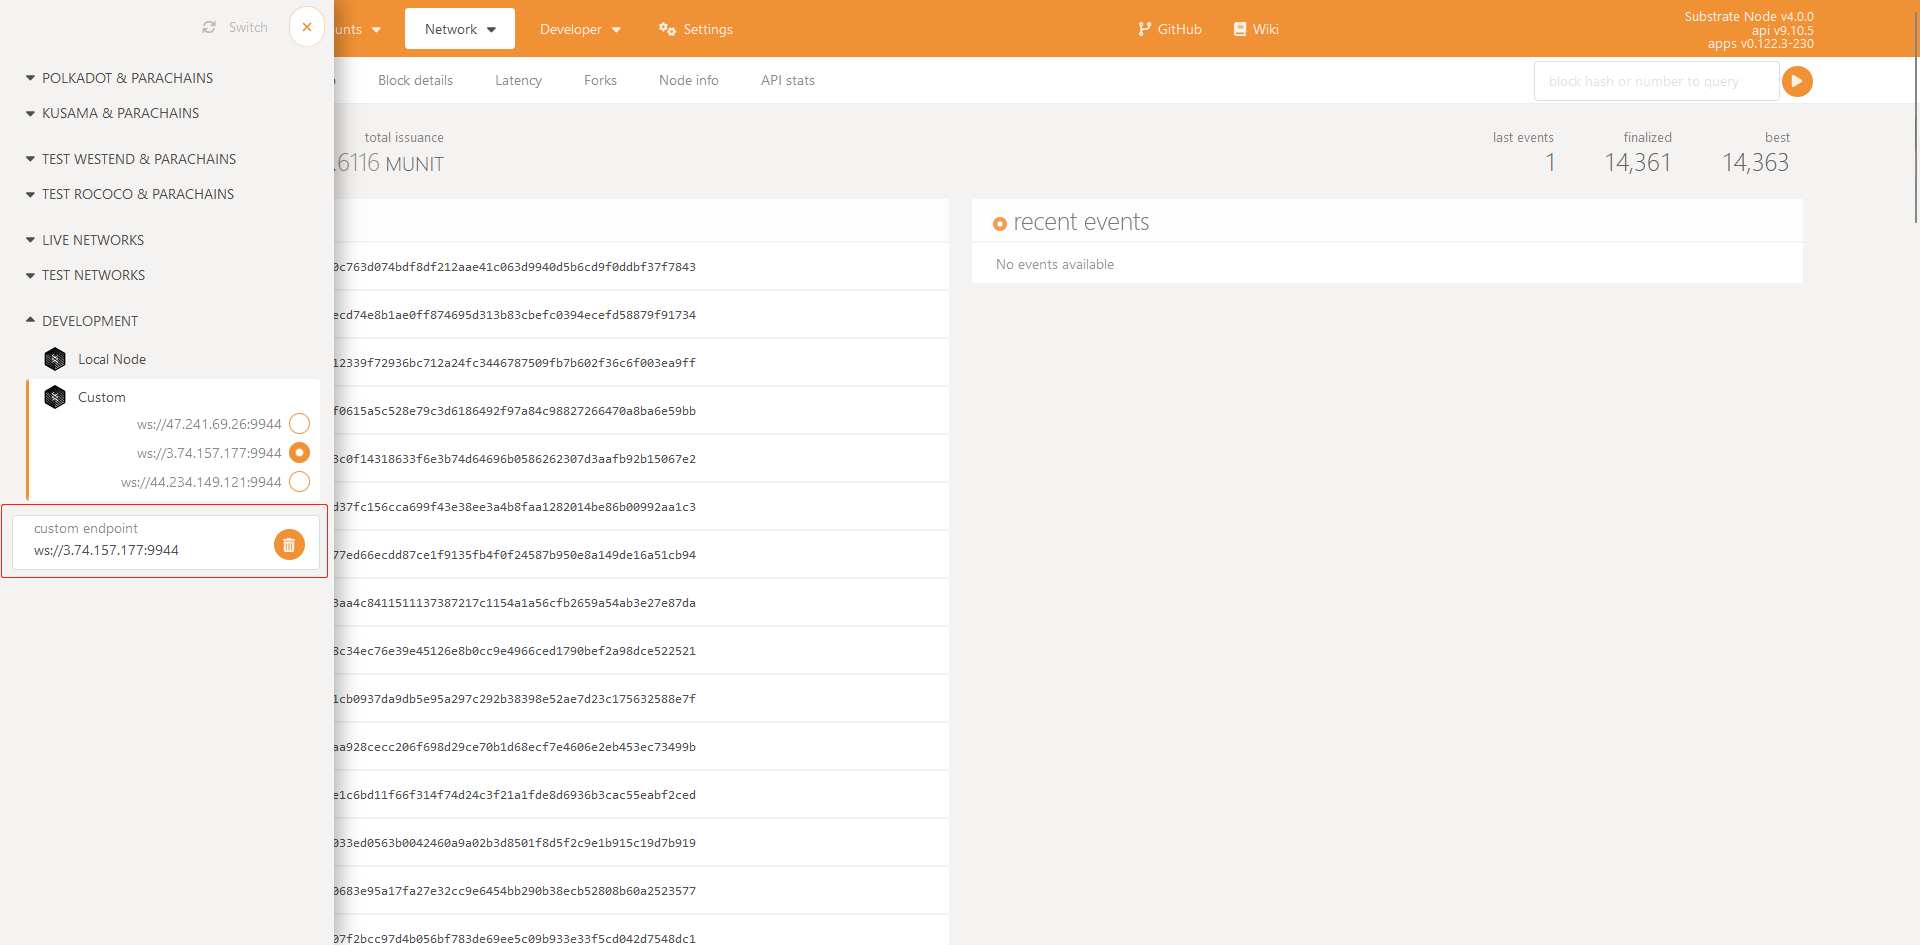 Switch
unts
Network
Developer
Settings
GitHub
Wiki
Substrate Node v4.0.0
api v9.10.5
apps v0.122.3-230
POLKADOT & PARACHAINS
KUSAMA & PARACHAINS
TEST WESTEND & PARACHAINS
TEST ROCOCO & PARACHAINS
LIVE NETWORKS
TEST NETWORKS
DEVELOPMENT
Local Node
Custom
ws://47.241.69.26:9944
ws://3.74.157.177:9944
ws://44.234.149.121:9944
custom endpoint
ws://3.74.157.177:9944
Block details
Latency
Forks
Node info
API stats
block hash or number to query
total issuance
.6116 MUNIT
last events
1
finalized
14,361
best
14,363
0c763d074bdf8df212aae41c063d9940d5b6cd9f0ddbf37f7843
ecd74e8b1ae0ff874695d313b83cbefc0394ecefd58879f91734
12339f72936bc712a24fc3446787509fb7b602f36c6f003ea9ff
f0615a5c528e79c3d6186492f97a84c98827266470a8ba6e59bb
3c0f14318633f6e3b74d64696b0586262307d3aafb92b15067e2
d37fc156cca699f43e38ee3a4b8faa1282014be86b00992aa1c3
77ed66ecdd87ce1f9135fb4f0f24587b950e8a149de16a51cb94
3aa4c8411511137387217c1154a1a56cfb2659a54ab3e27e87da
8c34ec76e39e45126e8b0cc9e4966ced1790bef2a98dce522521
1cb0937da9db5e95a297c292b38398e52ae7d23c175632588e7f
aa928cecc206f698d29ce70b1d68ecf7e4606e2eb453ec73499b
e1c6bd11f66f314f74d24c3f21a1fde8d6936b3cac55eabf2ced
033ed0563b0042460a9a02b3d8501f8d5f2c9e1b915c19d7b919
0683e95a17fa27e32cc9e6454bb290b38ecb52808b60a2523577
07f2bcc97d4b056bf783de69ee5c09b933e33f5cd042d7548dc1
recent events
No events available